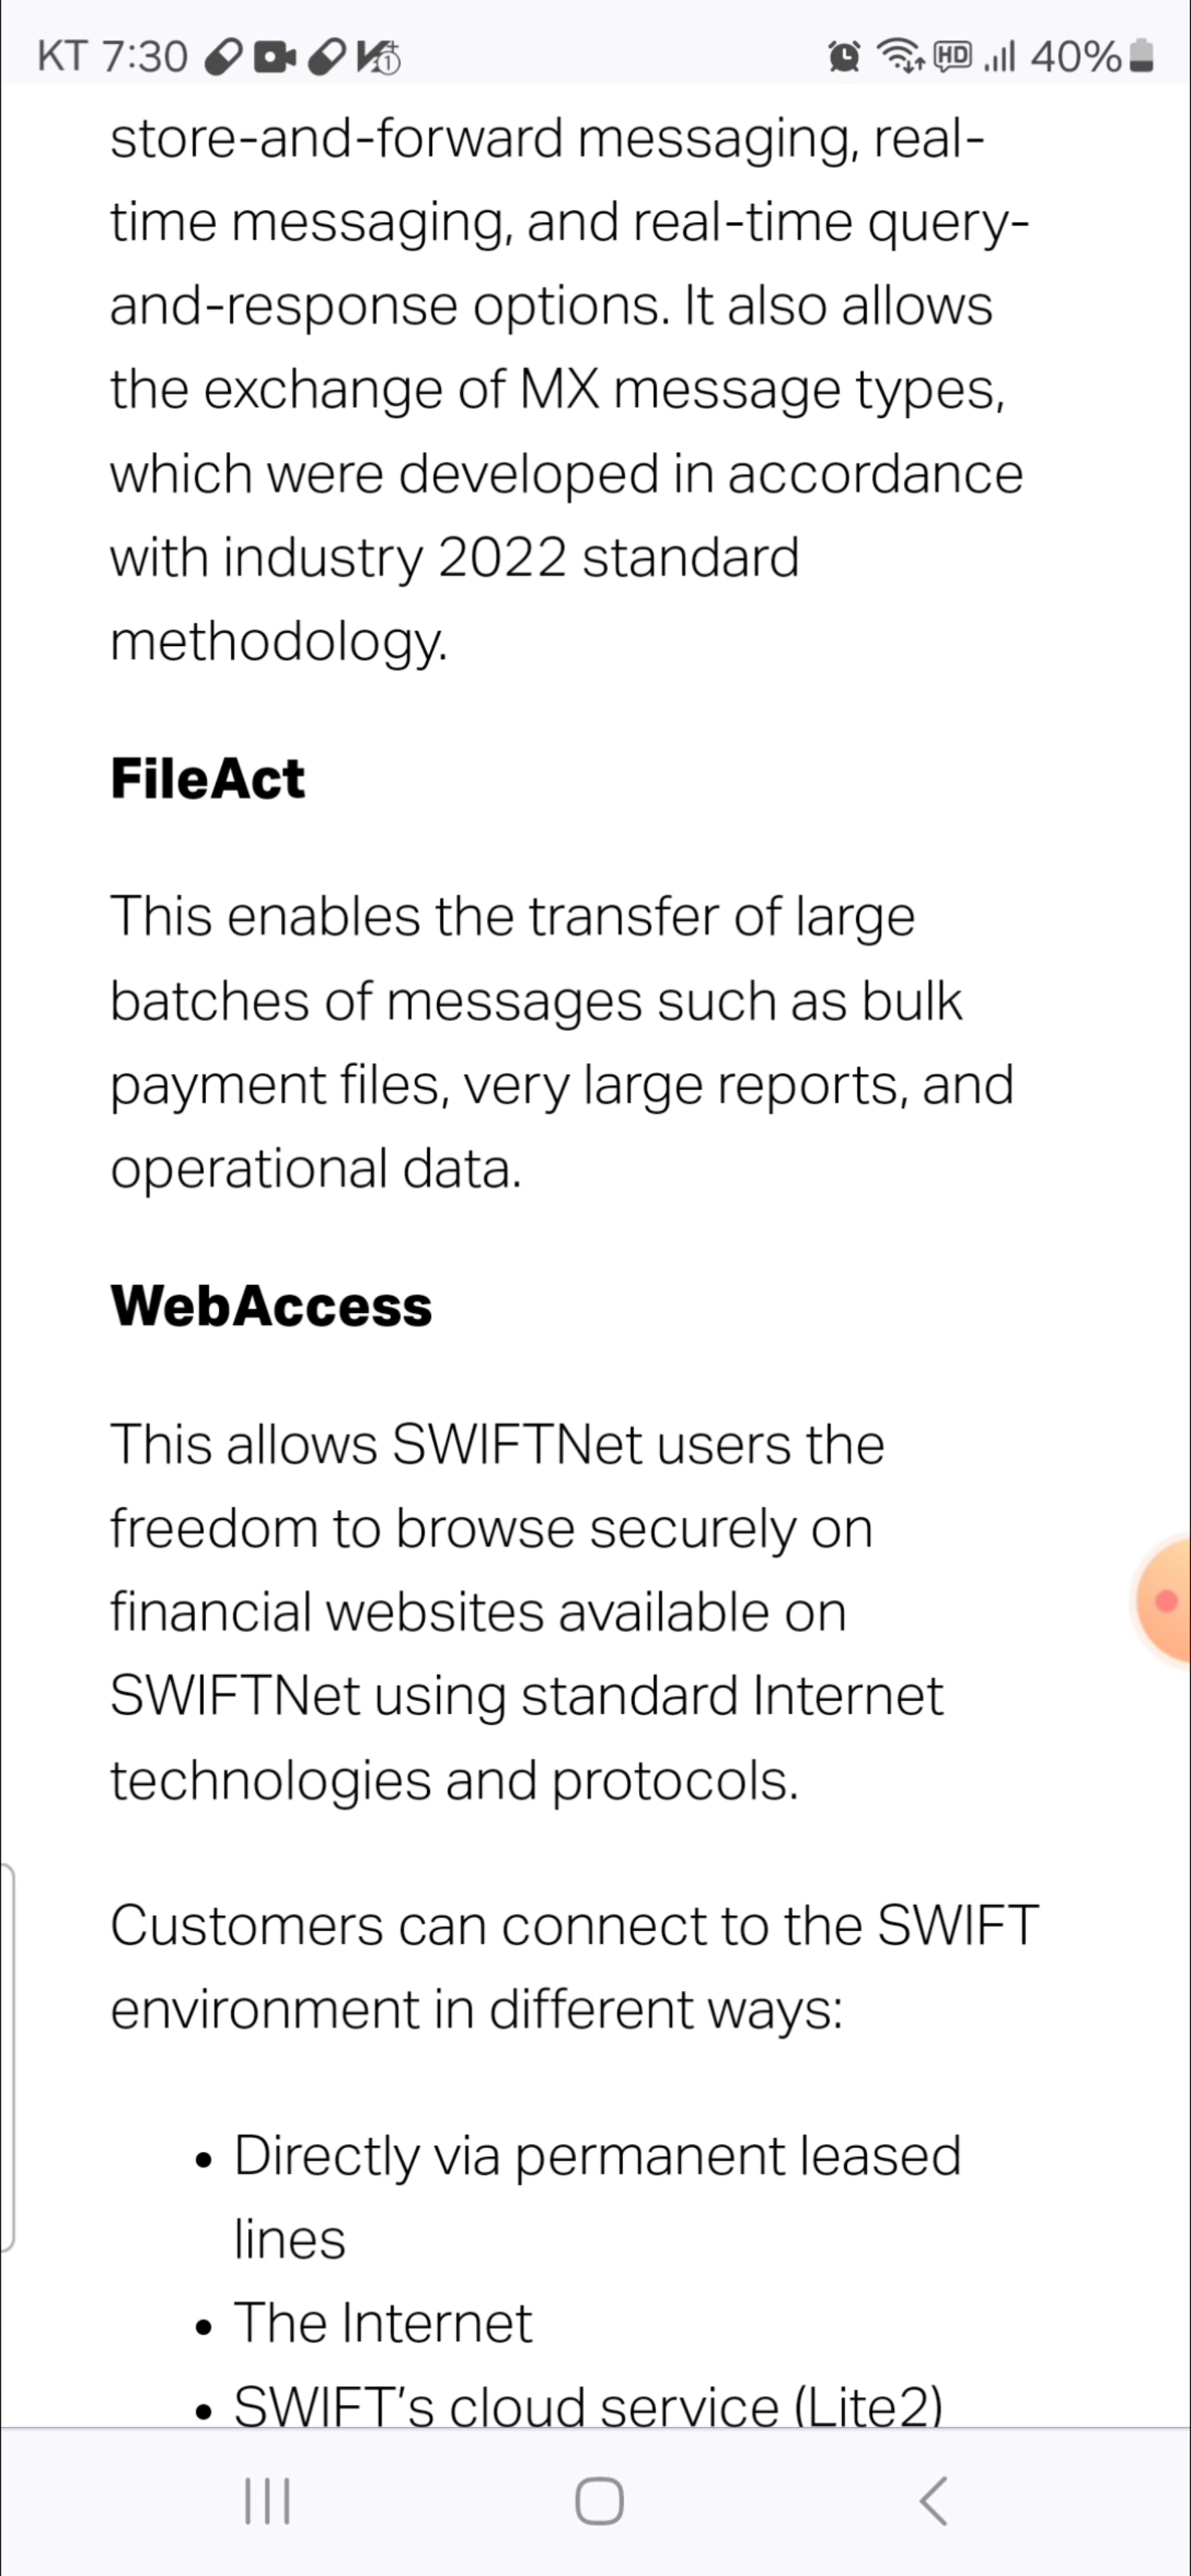 KT 7:30
HD 40%
store-and-forward messaging, real-
time messaging, and real-time query-
and-response options. It also allows
the exchange of MX message types,
which were developed in accordance
with industry 2022 standard
methodology.
FileAct
This enables the transfer of large
batches of messages such as bulk
payment files, very large reports, and
operational data.
WebAccess
This allows SWIFTNet users the
freedom to browse securely on
financial websites available on
SWIFTNet using standard Internet
technologies and protocols.
Customers can connect to the SWIFT
environment in different ways:
• Directly via permanent leased
lines
• The Internet
• SWIFT’s cloud service (Lite2)